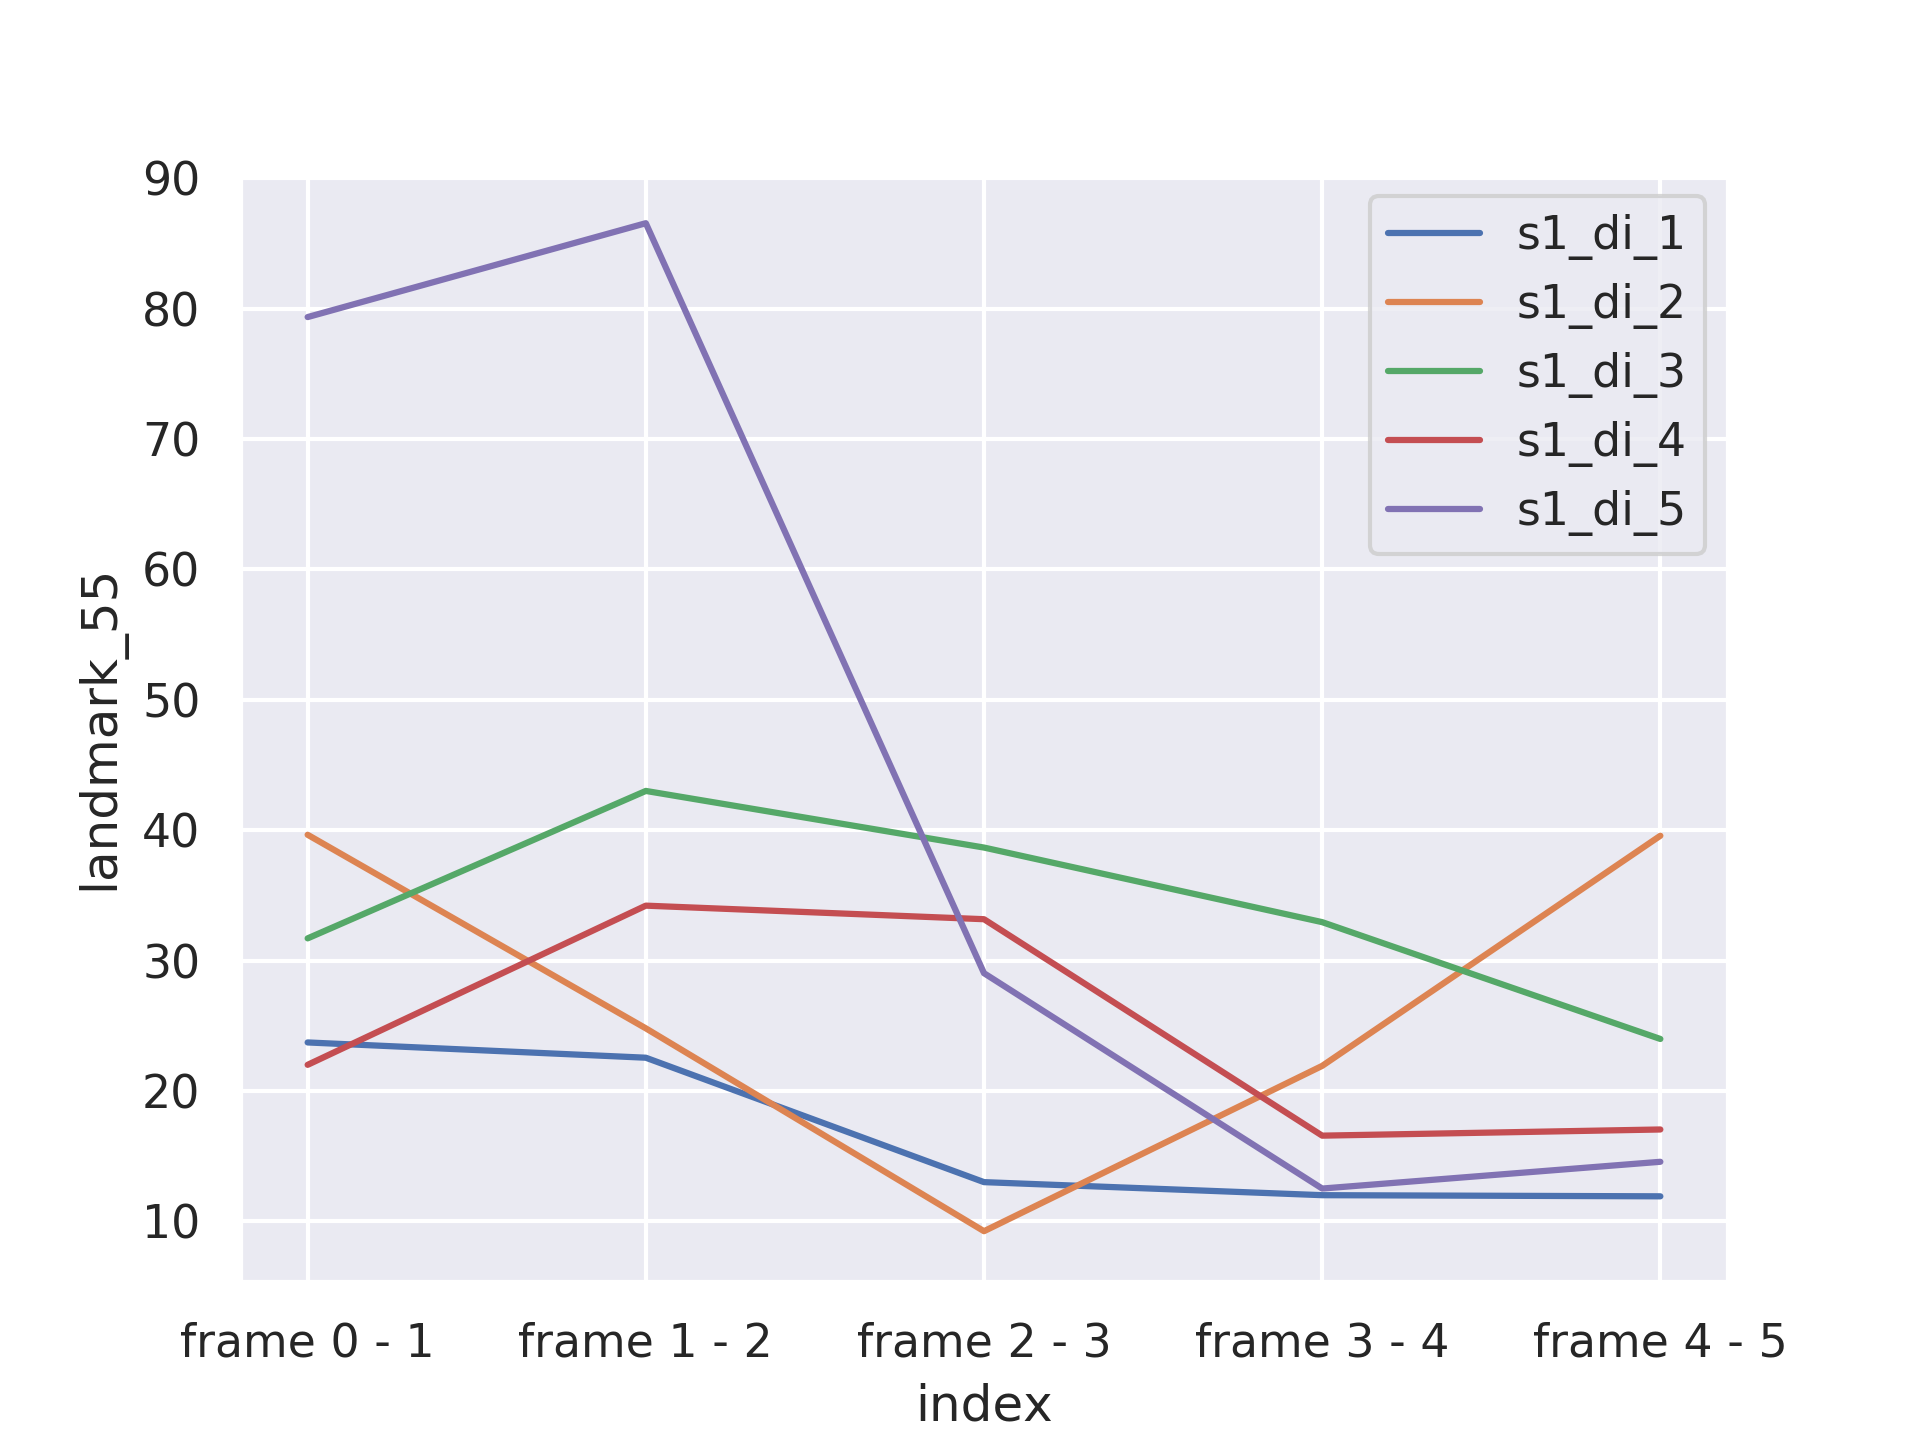 90
80
70
60
50
40
30
20
10
landmark_55
s1_di_1
s1_di_2
s1_di_3
s1_di_4
s1_di_5
frame 0 - 1
frame 1 - 2
frame 2 - 3
frame 3 - 4
frame 4 - 5
index